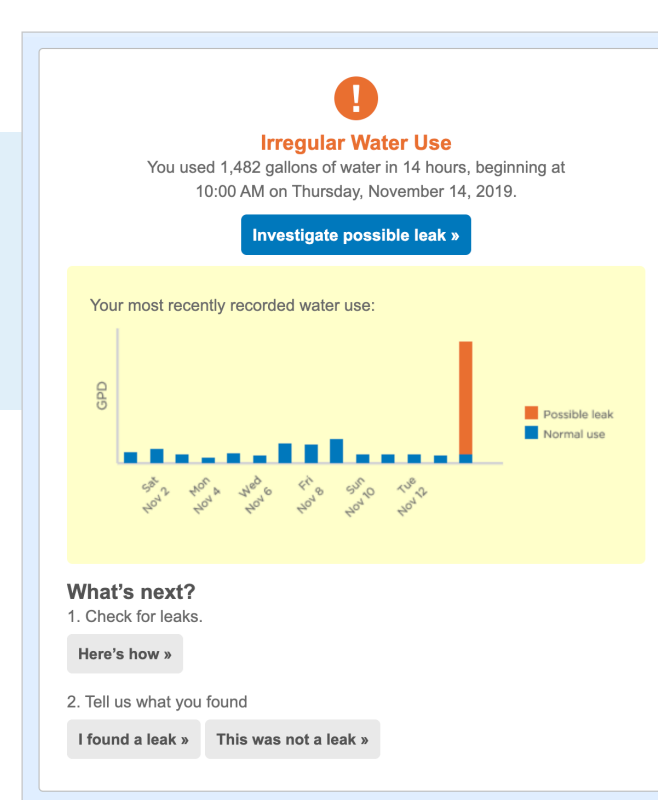 !
Irregular Water Use
You used 1,482 gallons of water in 14 hours, beginning at
10:00 AM on Thursday, November 14, 2019.
Investigate possible leak »
Your most recently recorded water use:
GPD
Possible leak
Normal use
Sat
Nov 2
Mon
Nov 4
Wed
Nov 6
Fri
Nov 8
Sun
Nov 10
Tue
Nov 12
What’s next?
1. Check for leaks.
Here’s how »
2. Tell us what you found
I found a leak » This was not a leak »